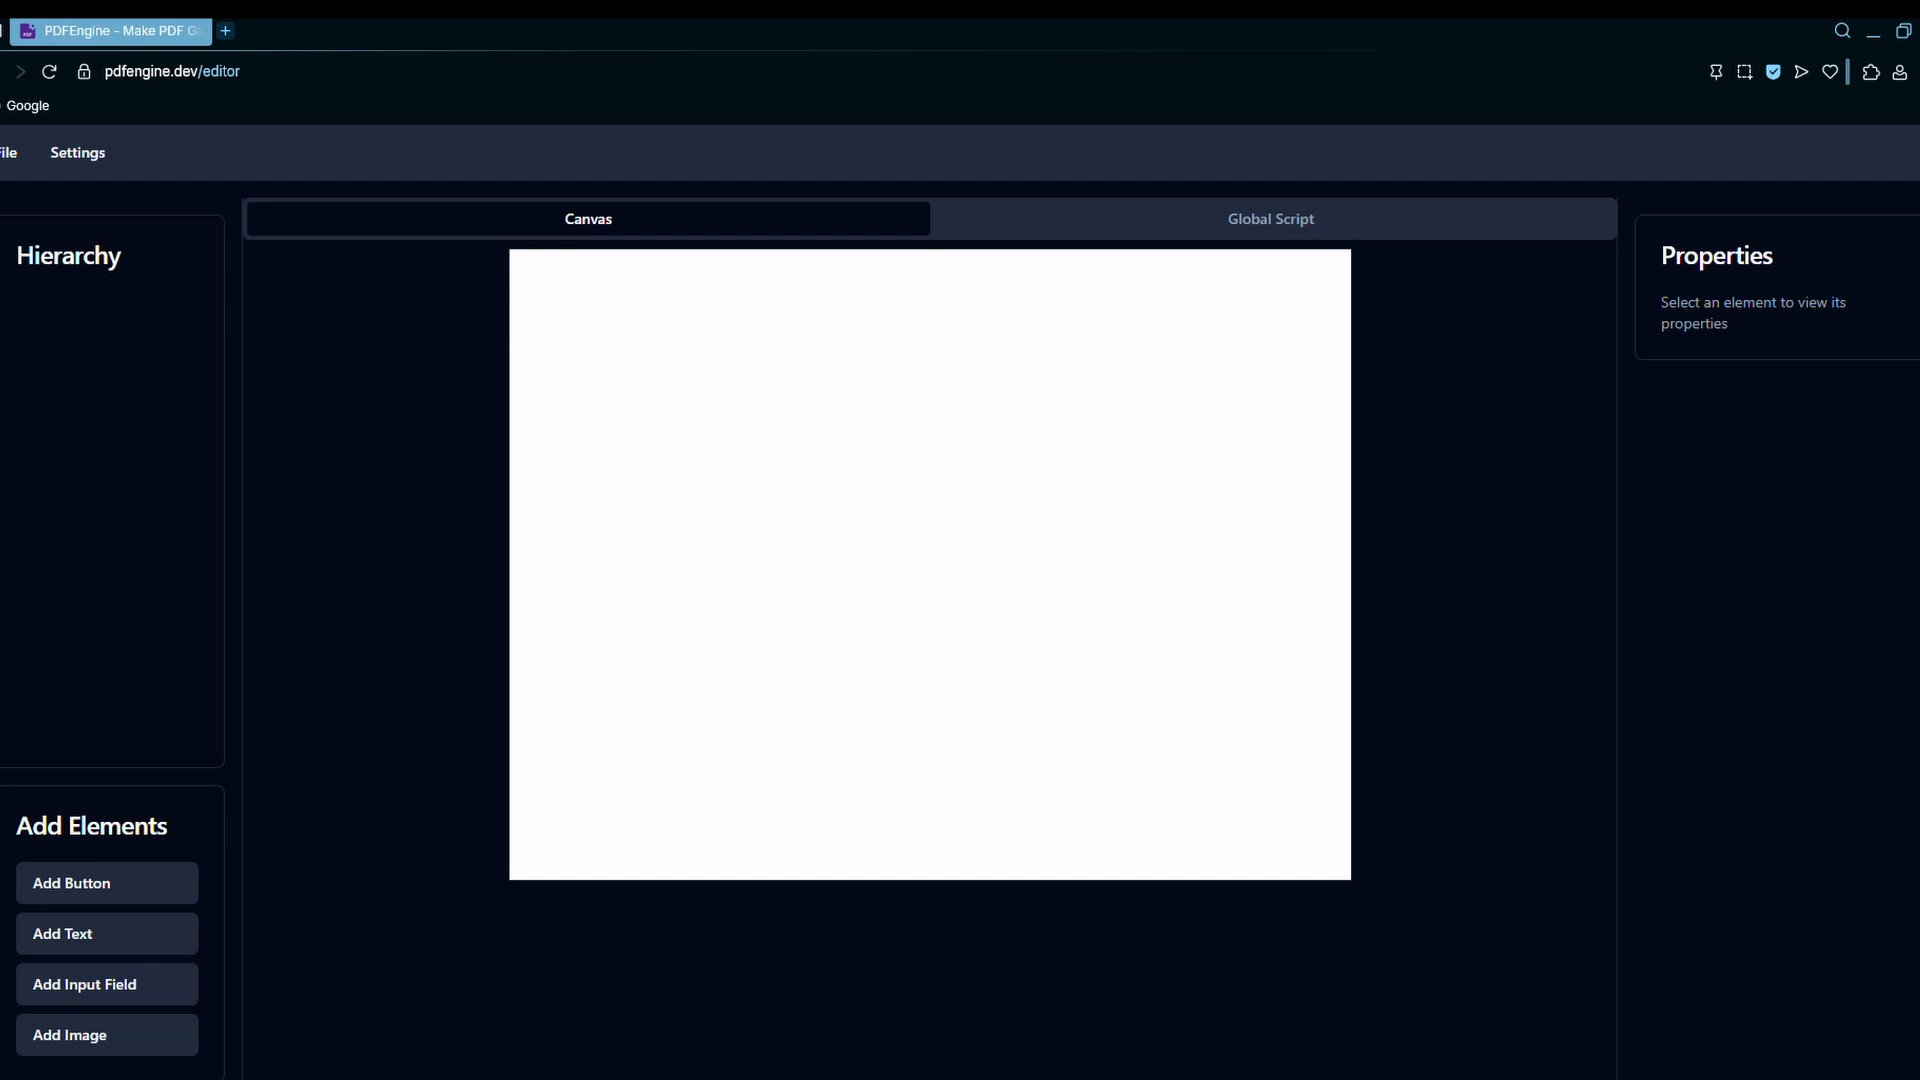 PDFEngine - Make PDF G
pdfengine.dev/editor
Google
File Settings
Hierarchy
Canvas
Global Script
Properties
Select an element to view its
properties
Add Elements
Add Button
Add Text
Add Input Field
Add Image